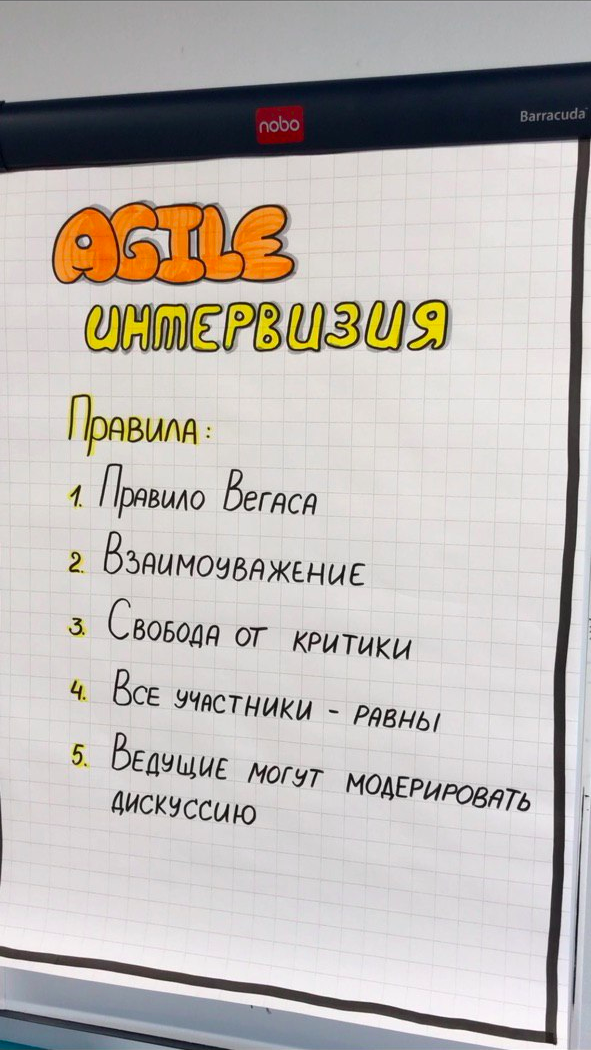 nobo
Barracuda
AGILE
ИНТЕРВИЗИЯ
Правила:
1. Правило Вегаса
2. Взаимоуважение
3. Свобода от критики
4. Все участники - равны
5. Ведущие могут модерировать
дискуссию